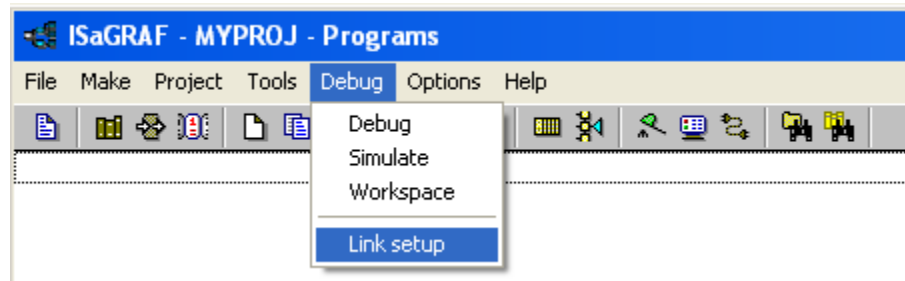 ISaGRAF - MYPROJ - Programs
File Make Project Tools Debug Options Help
Debug
Simulate
Workspace
Link setup